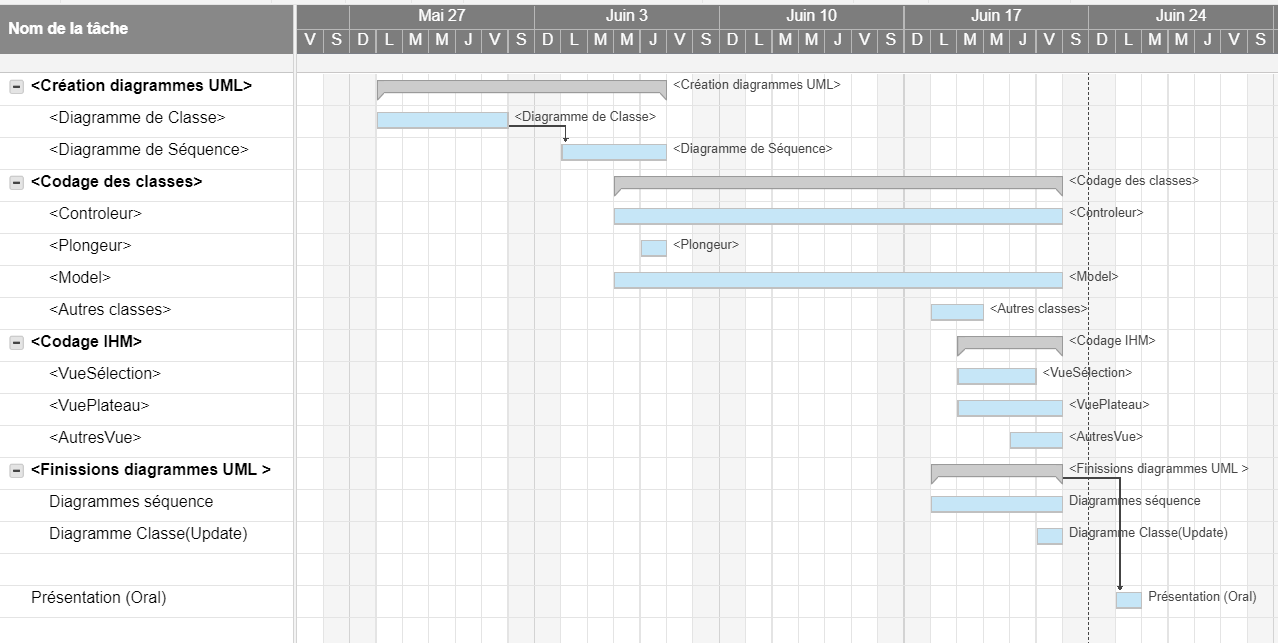 Nom de la tâche
Mai 27 Juin 3 Juin 10 Juin 17 Juin 24
V S D L M M J V S D L M M J V S D L M M J V S D L M M J V S D L M M J V S
<Création diagrammes UML> <Création diagrammes UML>
<Diagramme de Classe> <Diagramme de Classe>
<Diagramme de Séquence> <Diagramme de Séquence>
<Codage des classes> <Codage des classes>
<Controleur> <Controleur>
<Plongeur> <Plongeur>
<Model> <Model>
<Autres classes> <Autres classes>
<Codage IHM> <Codage IHM>
<VueSélection> <VueSélection>
<VuePlateau> <VuePlateau>
<AutresVue> <AutresVue>
<Finissions diagrammes UML > <Finissions diagrammes UML >
Diagrammes séquence Diagrammes séquence
Diagramme Classe(Update) Diagramme Classe(Update)
Présentation (Oral) Présentation (Oral)